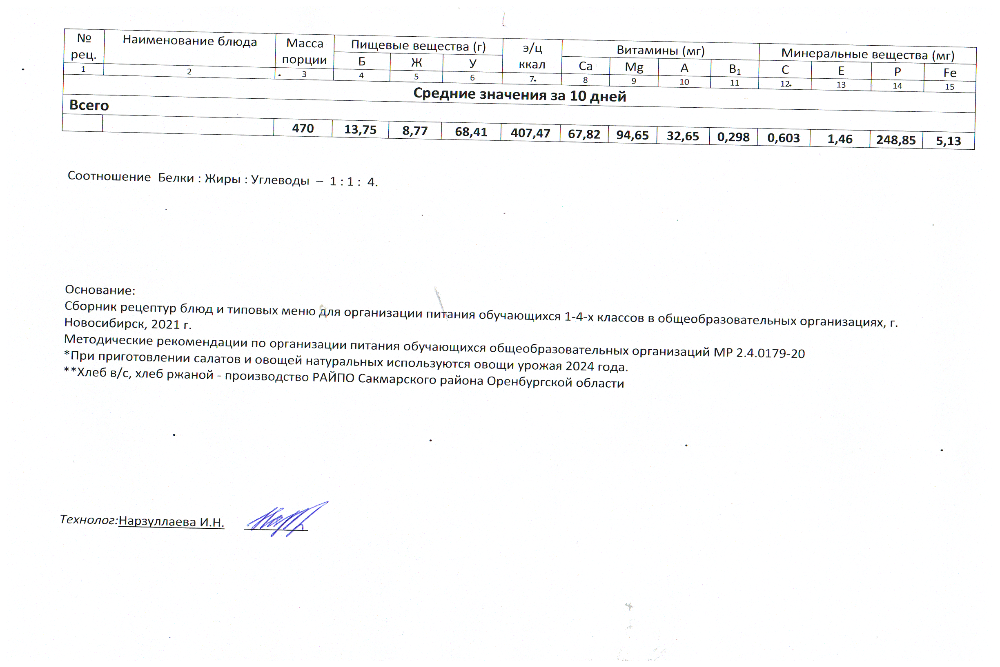 № рец. Наименование блюда Масса порции Пищевые вещества (г) э/ц ккал Витамины (мг) Минеральные вещества (мг)
Б Ж У Ca Mg A B₁ C E P Fe
1 2 3 4 5 6 7 8 9 10 11 12 13 14 15
Средние значения за 10 дней
Всего
470 13,75 8,77 68,41 407,47 67,82 94,65 32,65 0,298 0,603 1,46 248,85 5,13
Соотношение Белки : Жиры : Углеводы – 1 : 1 : 4.
Основание:
Сборник рецептур блюд и типовых меню для организации питания обучающихся 1-4-х классов в общеобразовательных организациях, г.
Новосибирск, 2021 г.
Методические рекомендации по организации питания обучающихся общеобразовательных организаций МР 2.4.0179-20
*При приготовлении салатов и овощей натуральных используются овощи урожая 2024 года.
**Хлеб в/с, хлеб ржаной - производство РАЙПО Сакмарского района Оренбургской области
Технолог:Нарзуллаева И.Н.